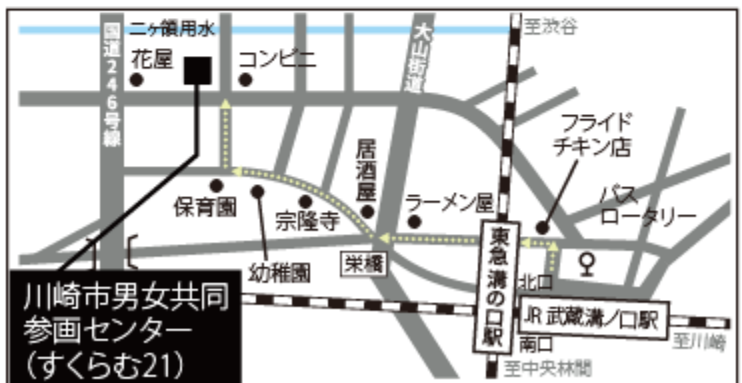 二ヶ領用水
国道246号線
花屋
コンビニ
大山街道
至渋谷
フライド
チキン店
居酒屋
ラーメン屋
バス
ロータリー
保育園
宗隆寺
幼稚園
栄橋
東急 溝の口駅
北口
JR 武蔵溝ノ口駅
南口
至川崎
至中央林間
川崎市男女共同
参画センター
(すくらむ21)